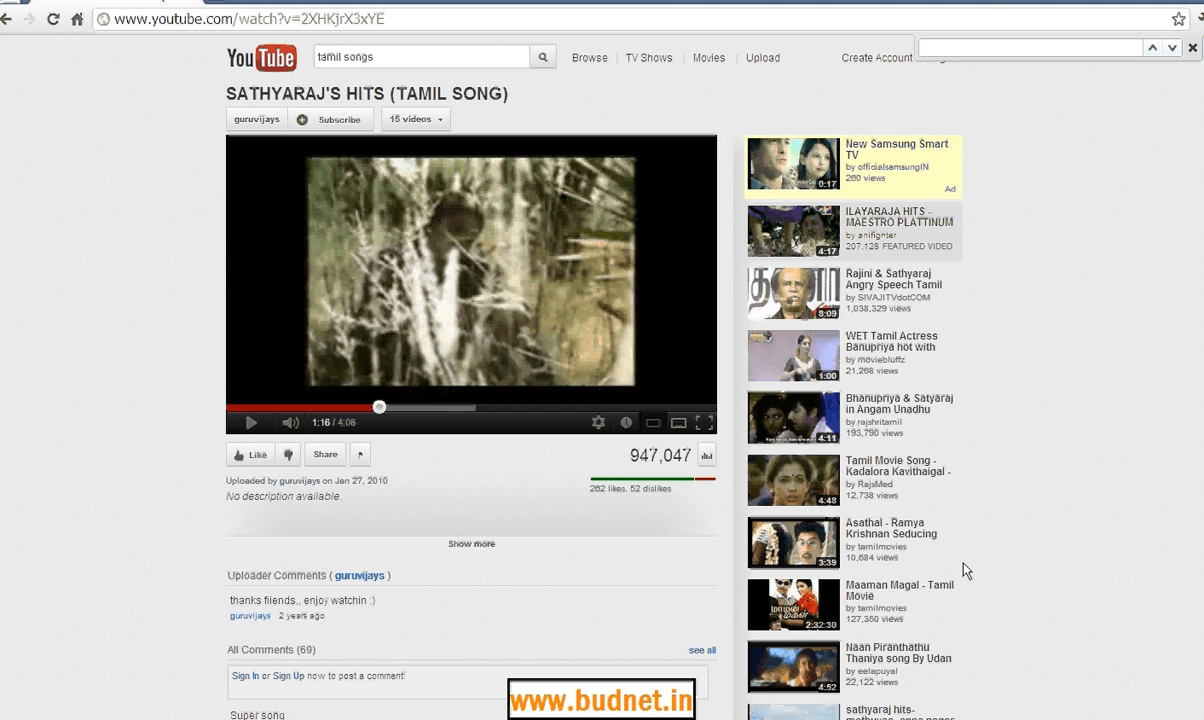 www.youtube.com/watch?v=2XHKjrX3xYE
YouTube
tamil songs
Browse
TV Shows
Movies
Upload
Create Account
SATHYARAJ'S HITS (TAMIL SONG)
guruvijays
Subscribe
15 videos
1:16 / 4:08
Like
Share
947,047
Uploaded by guruvijays on Jan 27, 2010
262 likes, 52 dislikes
No description available.
Show more
Uploader Comments ( guruvijays )
thanks fiiends,, enjoy watchin :)
guruvijays 2 years ago
All Comments (69)
see all
Sign In or Sign Up now to post a comment!
Super song
www.budnet.in
New Samsung Smart
TV
by officialsamsungIN
260 views
Ad
0:17
ILAYARAJA HITS -
MAESTRO PLATTINUM
by anifighter
207,128 FEATURED VIDEO
4:17
Rajini & Sathyaraj
Angry Speech Tamil
by SIVAJITVdotCOM
1,038,329 views
8:09
WET Tamil Actress
Banupriya hot with
by moviebluffz
21,268 views
1:00
Bhanupriya & Satyaraj
in Angam Unadhu
by rajshritamil
193,790 views
4:11
Tamil Movie Song -
Kadalora Kavithaigal -
by RajsMed
12,738 views
4:48
Asathal - Ramya
Krishnan Seducing
by tamilmovies
10,684 views
3:39
Maaman Magal - Tamil
Movie
by tamilmovies
127,350 views
மாமன் மகள்
2:32:30
Naan Piranthathu
Thaniya song By Udan
by eelapuyal
22,122 views
4:52
sathyaraj hits-